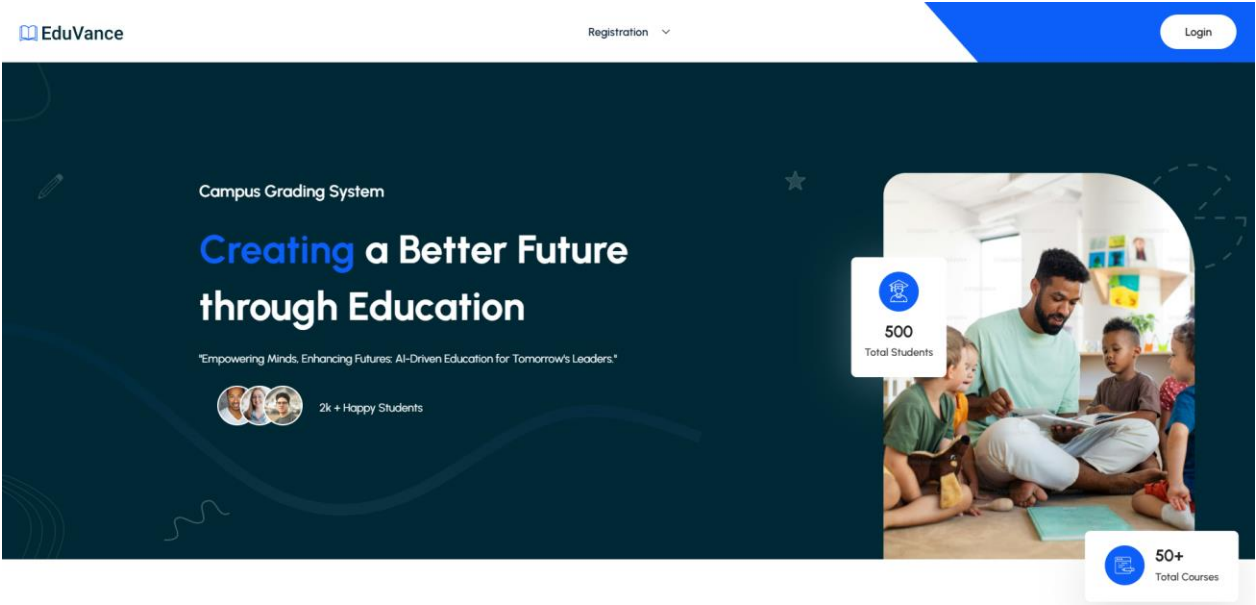 EduVance
Registration
Login
Campus Grading System
Creating a Better Future
through Education
"Empowering Minds, Enhancing Futures: AI-Driven Education for Tomorrow's Leaders."
2k + Happy Students
500
Total Students
50+
Total Courses